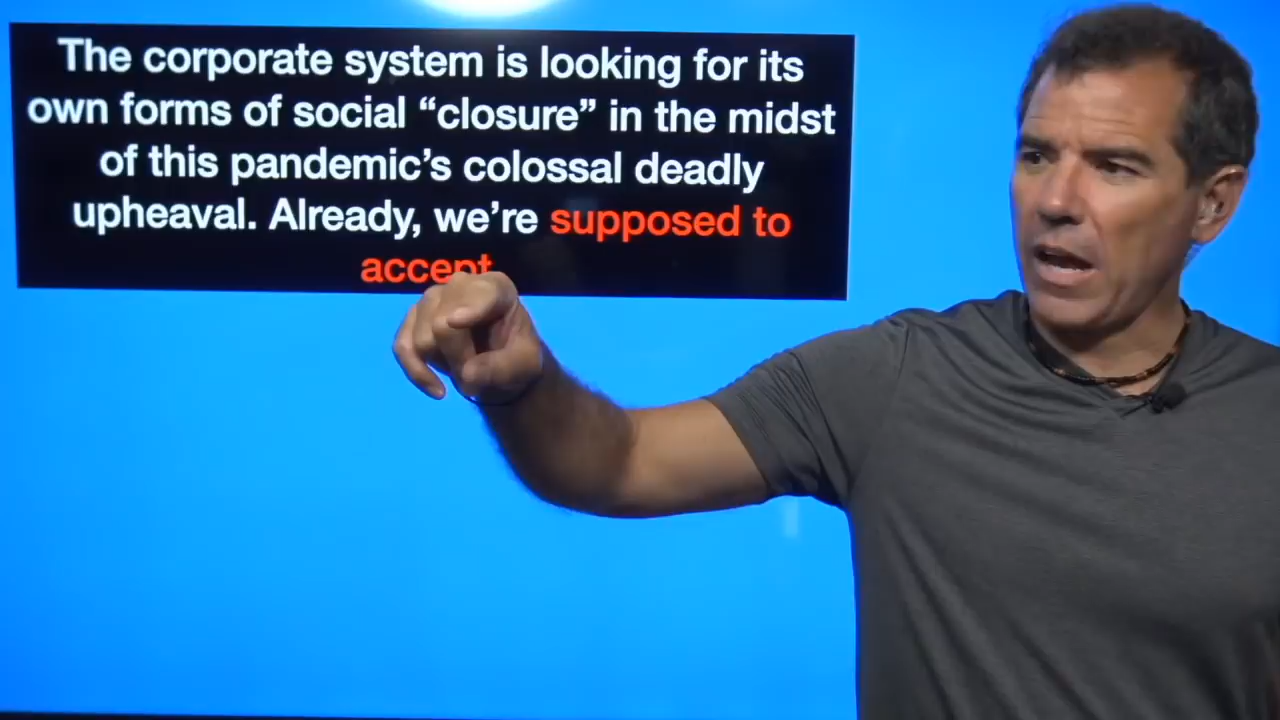 The corporate system is looking for its
own forms of social “closure” in the midst
of this pandemic’s colossal deadly
upheaval. Already, we’re supposed to
accept